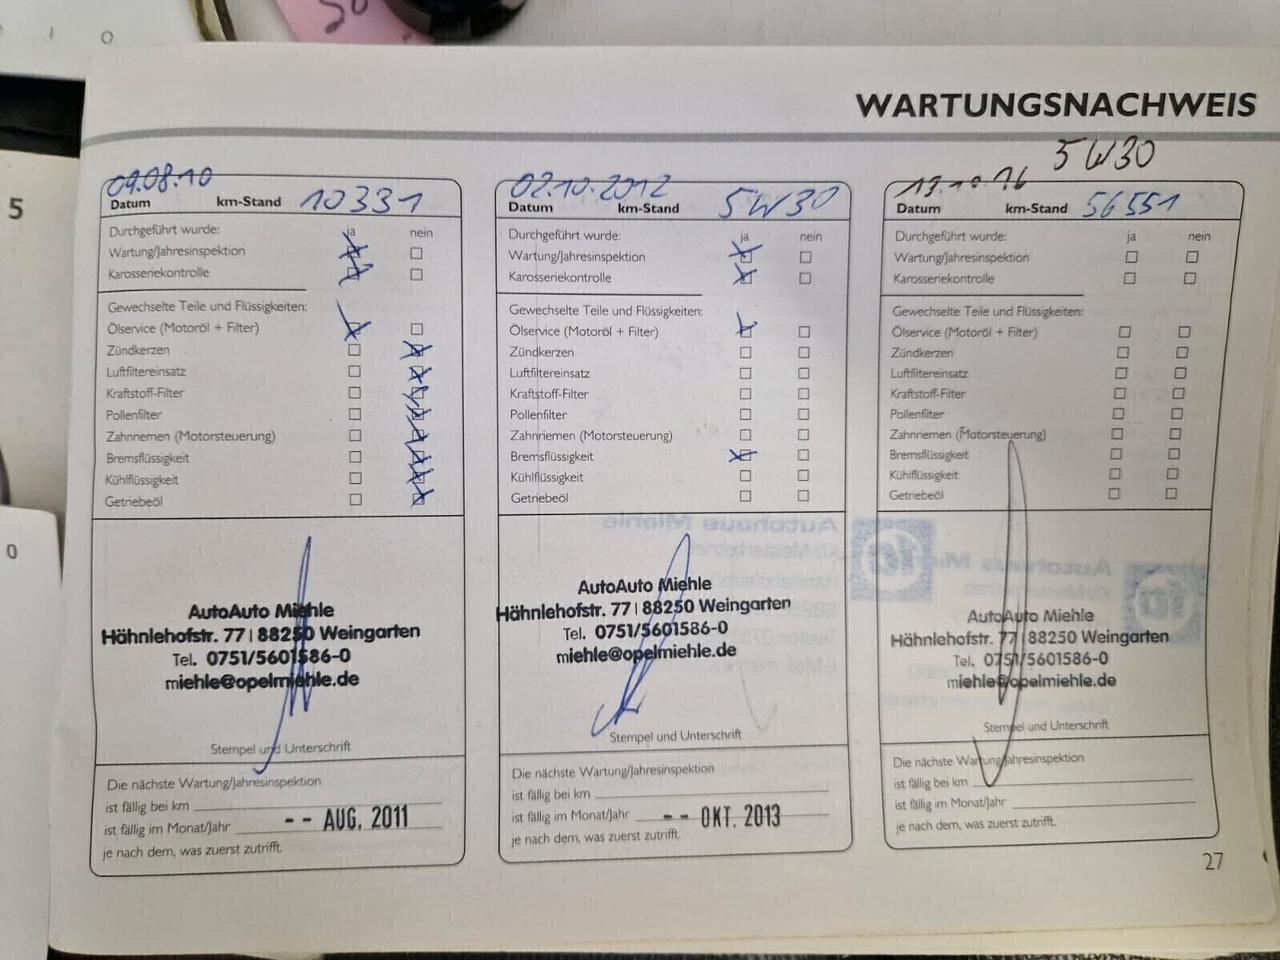 50
5
0
WARTUNGSNACHWEIS
09.08.10
Datum km-Stand 10331
Durchgeführt wurde: ja nein
Wartung/Jahresinspektion
Karosseriekontrolle
Gewechselte Teile und Flüssigkeiten:
Ölservice (Motoröl + Filter)
Zündkerzen
Luftfiltereinsatz
Kraftstoff-Filter
Pollenfilter
Zahnriemen (Motorsteuerung)
Bremsflüssigkeit
Kühlflüssigkeit
Getriebeöl
AutoAuto Miehle
Hähnlehofstr. 77 | 88250 Weingarten
Tel. 0751/5601586-0
miehle@opelmiehle.de
Stempel und Unterschrift
Die nächste Wartung/Jahresinspektion
ist fällig bei km
ist fällig im Monat/Jahr -- AUG. 2011
je nach dem, was zuerst zutrifft.
02.10.2012
Datum km-Stand 5W30
Durchgeführt wurde: ja nein
Wartung/Jahresinspektion
Karosseriekontrolle
Gewechselte Teile und Flüssigkeiten:
Ölservice (Motoröl + Filter)
Zündkerzen
Luftfiltereinsatz
Kraftstoff-Filter
Pollenfilter
Zahnriemen (Motorsteuerung)
Bremsflüssigkeit
Kühlflüssigkeit
Getriebeöl
AutoAuto Miehle
Hähnlehofstr. 77 | 88250 Weingarten
Tel. 0751/5601586-0
miehle@opelmiehle.de
Stempel und Unterschrift
Die nächste Wartung/Jahresinspektion
ist fällig bei km
ist fällig im Monat/Jahr -- OKT. 2013
je nach dem, was zuerst zutrifft.
5W30
13.10.16
Datum km-Stand 56551
Durchgeführt wurde: ja nein
Wartung/Jahresinspektion
Karosseriekontrolle
Gewechselte Teile und Flüssigkeiten:
Ölservice (Motoröl + Filter)
Zündkerzen
Luftfiltereinsatz
Kraftstoff-Filter
Pollenfilter
Zahnriemen (Motorsteuerung)
Bremsflüssigkeit
Kühlflüssigkeit
Getriebeöl
AutoAuto Miehle
Hähnlehofstr. 77 | 88250 Weingarten
Tel. 0751/5601586-0
miehle@opelmiehle.de
Stempel und Unterschrift
Die nächste Wartung/Jahresinspektion
ist fällig bei km
ist fällig im Monat/Jahr
je nach dem, was zuerst zutrifft.
27